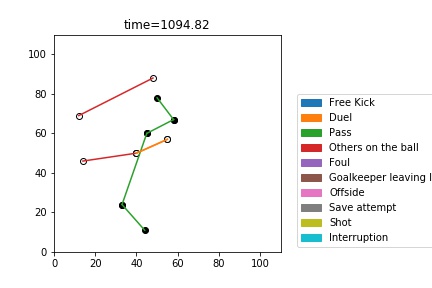 time=1094.82
100
80
60
40
20
0
0 20 40 60 80 100
Free Kick
Duel
Pass
Others on the ball
Foul
Goalkeeper leaving l
Offside
Save attempt
Shot
Interruption